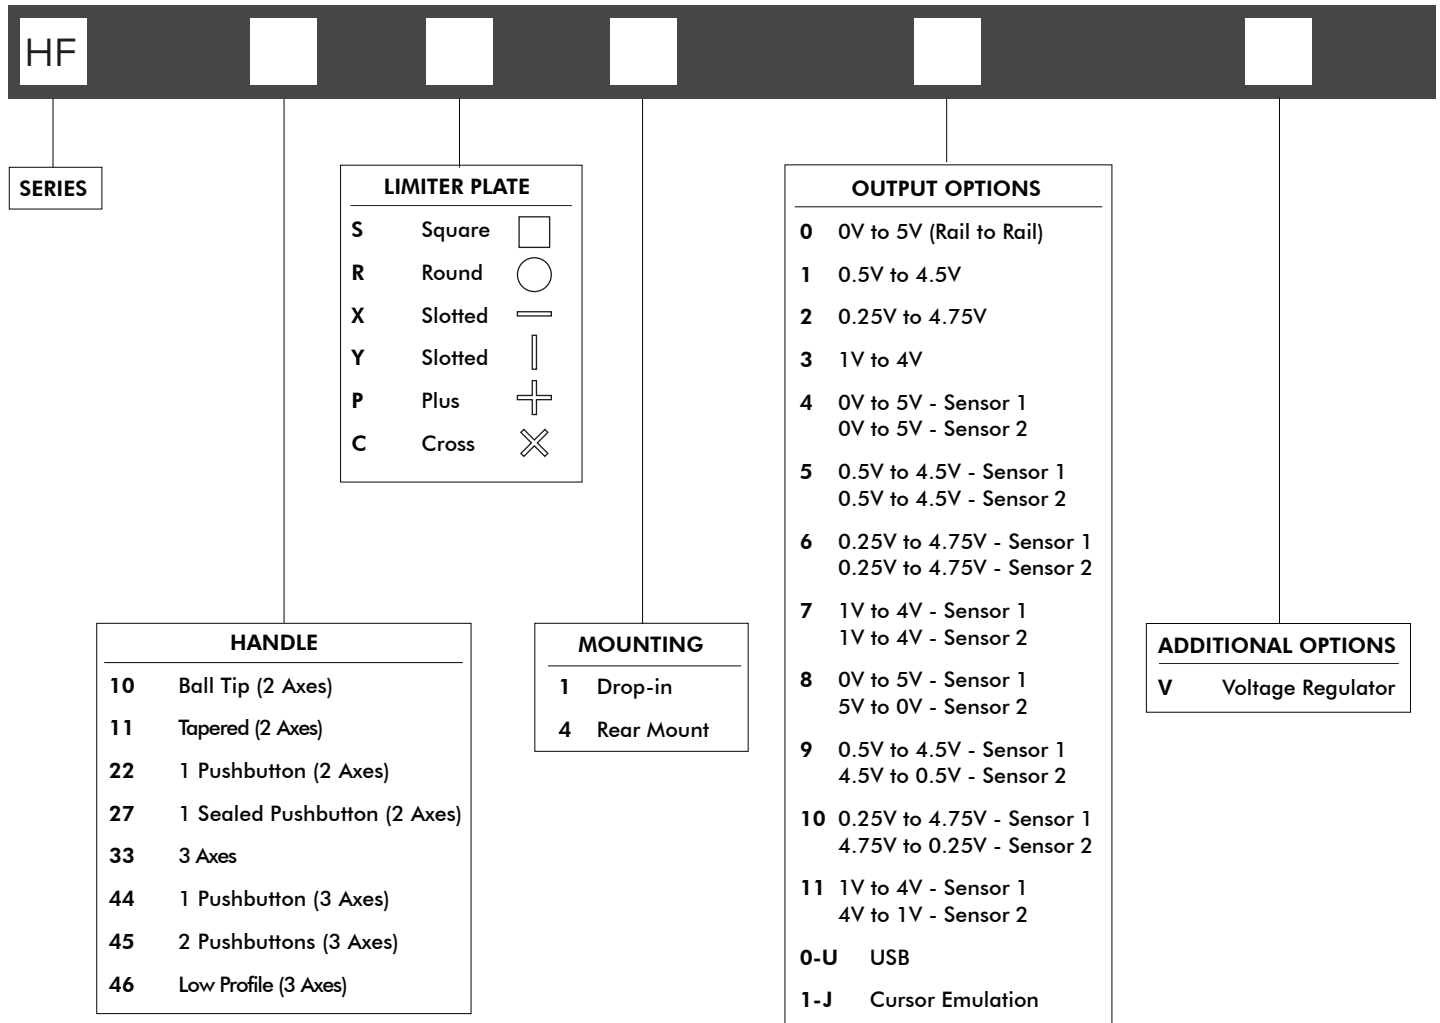 HF
SERIES
LIMITER PLATE
S Square
R Round
X Slotted
Y Slotted
P Plus
C Cross
OUTPUT OPTIONS
0 0V to 5V (Rail to Rail)
1 0.5V to 4.5V
2 0.25V to 4.75V
3 1V to 4V
4 0V to 5V - Sensor 1
0V to 5V - Sensor 2
5 0.5V to 4.5V - Sensor 1
0.5V to 4.5V - Sensor 2
6 0.25V to 4.75V - Sensor 1
0.25V to 4.75V - Sensor 2
7 1V to 4V - Sensor 1
1V to 4V - Sensor 2
8 0V to 5V - Sensor 1
5V to 0V - Sensor 2
9 0.5V to 4.5V - Sensor 1
4.5V to 0.5V - Sensor 2
10 0.25V to 4.75V - Sensor 1
4.75V to 0.25V - Sensor 2
11 1V to 4V - Sensor 1
4V to 1V - Sensor 2
0-U USB
1-J Cursor Emulation
HANDLE
10 Ball Tip (2 Axes)
11 Tapered (2 Axes)
22 1 Pushbutton (2 Axes)
27 1 Sealed Pushbutton (2 Axes)
33 3 Axes
44 1 Pushbutton (3 Axes)
45 2 Pushbuttons (3 Axes)
46 Low Profile (3 Axes)
MOUNTING
1 Drop-in
4 Rear Mount
ADDITIONAL OPTIONS
V Voltage Regulator